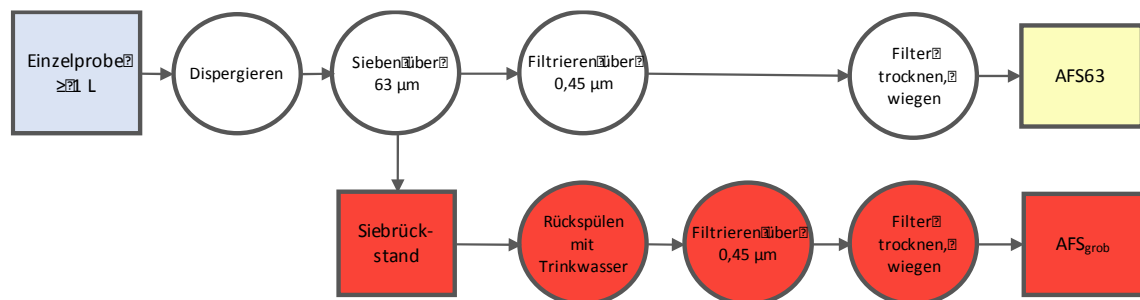 Einzelprobe
≥ 1 L
Dispergieren
Sieben über
63 µm
Filtrieren über
0,45 µm
Filter
trocknen,
wiegen
AFS63
Siebrück-
stand
Rückspülen
mit
Trinkwasser
Filtrieren über
0,45 µm
Filter
trocknen,
wiegen
AFSgrob